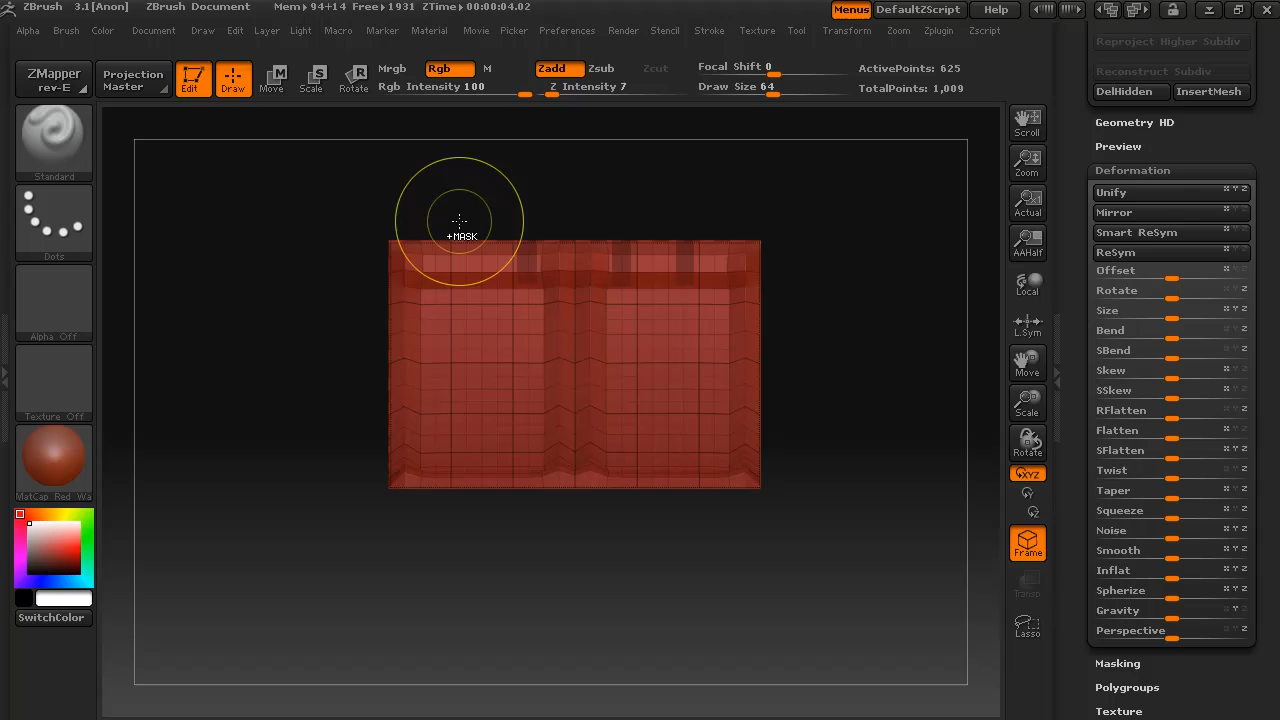 ZBrush 3.1[Anon] ZBrush Document Mem▸94+14 Free▸1931 ZTime▸00:00:04.02 Menus DefaultZScript Help
Alpha Brush Color Document Draw Edit Layer Light Macro Marker Material Movie Picker Preferences Render Stencil Stroke Texture Tool Transform Zoom Zplugin Zscript
Reproject Higher Subdiv
Reconstruct Subdiv
ZMapper
rev-E
Projection
Master
Edit
Draw
M
Move
S
Scale
R
Rotate
Mrgb Rgb M
Rgb Intensity 100
Zadd Zsub Zcut
Z Intensity 7
Focal Shift 0
Draw Size 64
ActivePoints: 625
TotalPoints: 1,009
DelHidden InsertMesh
Geometry HD
Preview
Deformation
Unify X Y Z
Mirror X Y Z
Smart ReSym X Y Z
ReSym X Y Z
Offset X Y Z
Rotate X Y Z
Size X Y Z
Bend X Y Z
SBend X Y Z
Skew X Y Z
SSkew X Y Z
RFlatten X Y Z
Flatten X Y Z
SFlatten X Y Z
Twist X Y Z
Taper X Y Z
Squeeze X Y Z
Noise X Y Z
Smooth X Y Z
Inflat X Y Z
Spherize X Y Z
Gravity X Y Z
Perspective X Y Z
Masking
Polygroups
Texture
Standard
Dots
Alpha Off
Texture Off
MatCap Red Wa
SwitchColor
+MASK
Scroll
Zoom
Actual
AAHalf
Local
L.Sym
Move
Scale
Rotate
XYZ
Y
Z
Frame
Transp
Lasso